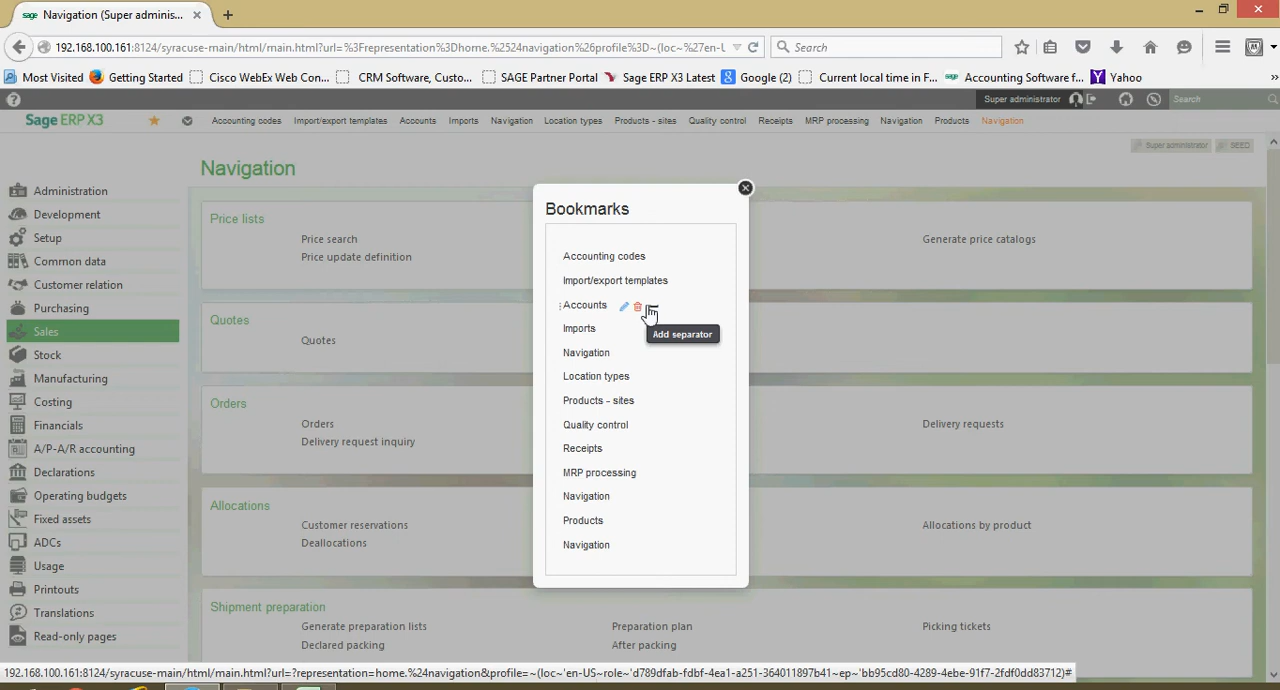 sage Navigation (Super adminis... × +
192.168.100.161:8124/syracuse-main/html/main.html?url=%3Frepresentation%3Dhome.%2524navigation%26profile%3D~(loc~%27en-U
Search
Most Visited Getting Started Cisco WebEx Web Con... CRM Software, Custo... SAGE Partner Portal Sage ERP X3 Latest Google (2) Current local time in F... sage Accounting Software f... Yahoo »
Super administrator Search
Sage ERP X3 Accounting codes Import/export templates Accounts Imports Navigation Location types Products - sites Quality control Receipts MRP processing Navigation Products Navigation
Super administrator SEED
Navigation
Administration
Development
Setup
Common data
Customer relation
Purchasing
Sales
Stock
Manufacturing
Costing
Financials
A/P-A/R accounting
Declarations
Operating budgets
Fixed assets
ADCs
Usage
Printouts
Translations
Read-only pages
Price lists
Price search
Price update definition
Generate price catalogs
Quotes
Quotes
Orders
Orders
Delivery request inquiry
Delivery requests
Allocations
Customer reservations
Deallocations
Allocations by product
Shipment preparation
Generate preparation lists Preparation plan Picking tickets
Declared packing After packing
Bookmarks
Accounting codes
Import/export templates
Accounts
Add separator
Imports
Navigation
Location types
Products - sites
Quality control
Receipts
MRP processing
Navigation
Products
Navigation
192.168.100.161:8124/syracuse-main/html/main.html?url=?representation=home.%24navigation&profile=~(loc~'en-US~role~'d789dfab-fdbf-4ea1-a251-364011897b41~ep~'bb95cd80-4289-4ebe-91f7-2fdf0dd83712)#